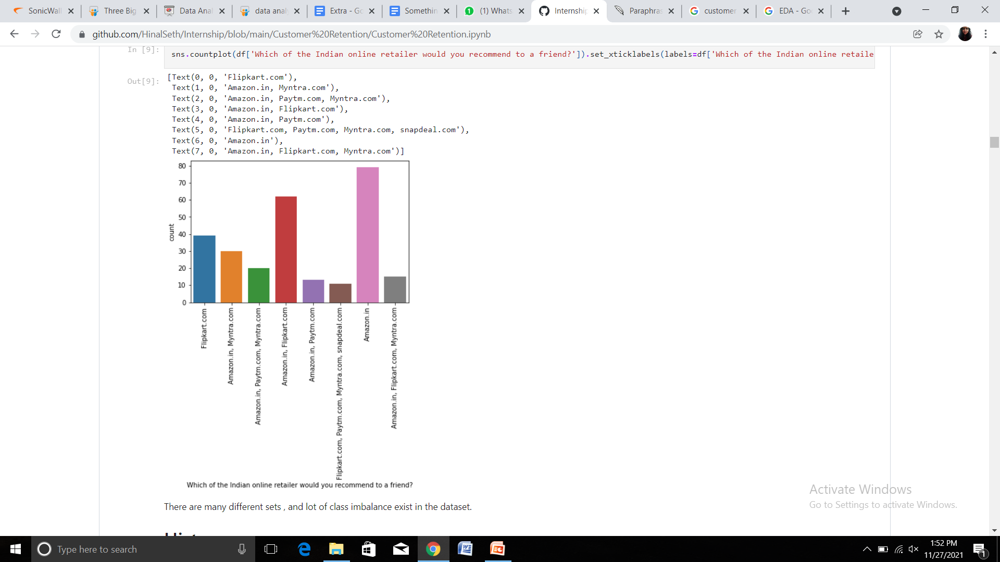 SonicWall
Three Big
Data Anal
data anal
Extra - Go
Somethin
(1) Whats
Internship
Paraphras
customer
EDA - Goo
github.com/HinalSeth/Internship/blob/main/Customer%20Retention/Customer%20Retention.ipynb
In [9]:
sns.countplot(df['Which of the Indian online retailer would you recommend to a friend?']).set_xticklabels(labels=df['Which of the Indian online retaile
Out[9]:
[Text(0, 0, 'Flipkart.com'),
Text(1, 0, 'Amazon.in, Myntra.com'),
Text(2, 0, 'Amazon.in, Paytm.com, Myntra.com'),
Text(3, 0, 'Amazon.in, Flipkart.com'),
Text(4, 0, 'Amazon.in, Paytm.com'),
Text(5, 0, 'Flipkart.com, Paytm.com, Myntra.com, snapdeal.com'),
Text(6, 0, 'Amazon.in'),
Text(7, 0, 'Amazon.in, Flipkart.com, Myntra.com')]
80
70
60
50
40
30
20
10
0
count
Flipkart.com
Amazon.in, Myntra.com
Amazon.in, Paytm.com, Myntra.com
Amazon.in, Flipkart.com
Amazon.in, Paytm.com
Flipkart.com, Paytm.com, Myntra.com, snapdeal.com
Amazon.in
Amazon.in, Flipkart.com, Myntra.com
Which of the Indian online retailer would you recommend to a friend?
There are many different sets , and lot of class imbalance exist in the dataset.
Activate Windows
Go to Settings to activate Windows.
Type here to search
1:52 PM
11/27/2021
1